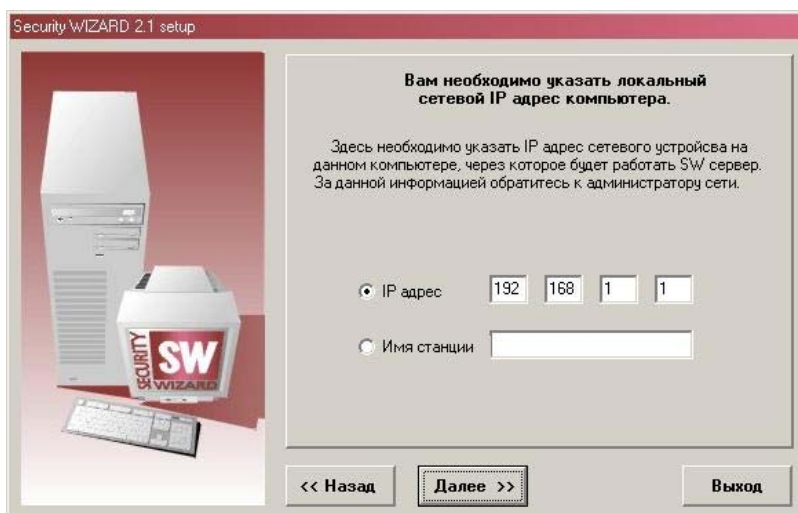 Security WIZARD 2.1 setup
Вам необходимо указать локальный
сетевой IP адрес компьютера.
Здесь необходимо указать IP адрес сетевого устройсва на
данном компьютере, через которое будет работать SW сервер.
За данной информацией обратитесь к администратору сети.
IP адрес 192 168 1 1
Имя станции
SECURITY
SW
WIZARD
<< Назад
Далее >>
Выход